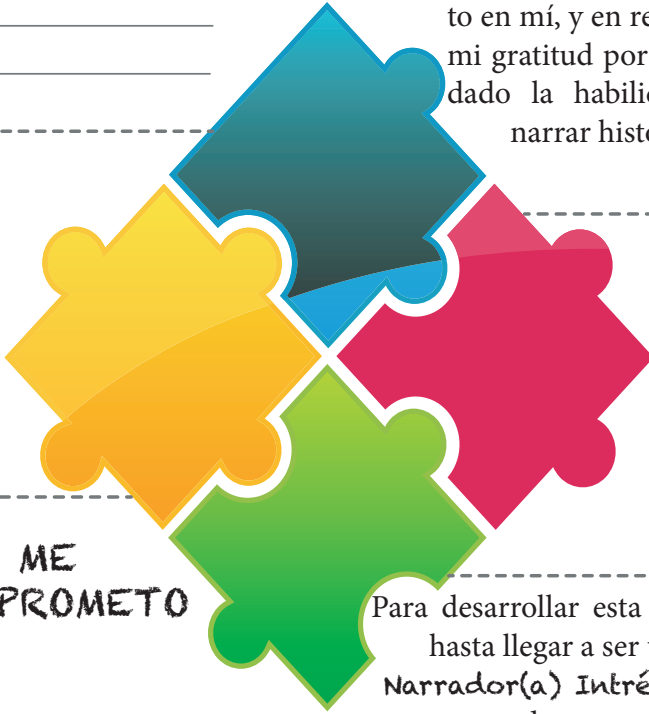 to en mí, y en re
mi gratitud por
dado la habili
narrar histo
ME
PROMETO
Para desarrollar esta
hasta llegar a ser
Narrador(a) Intré